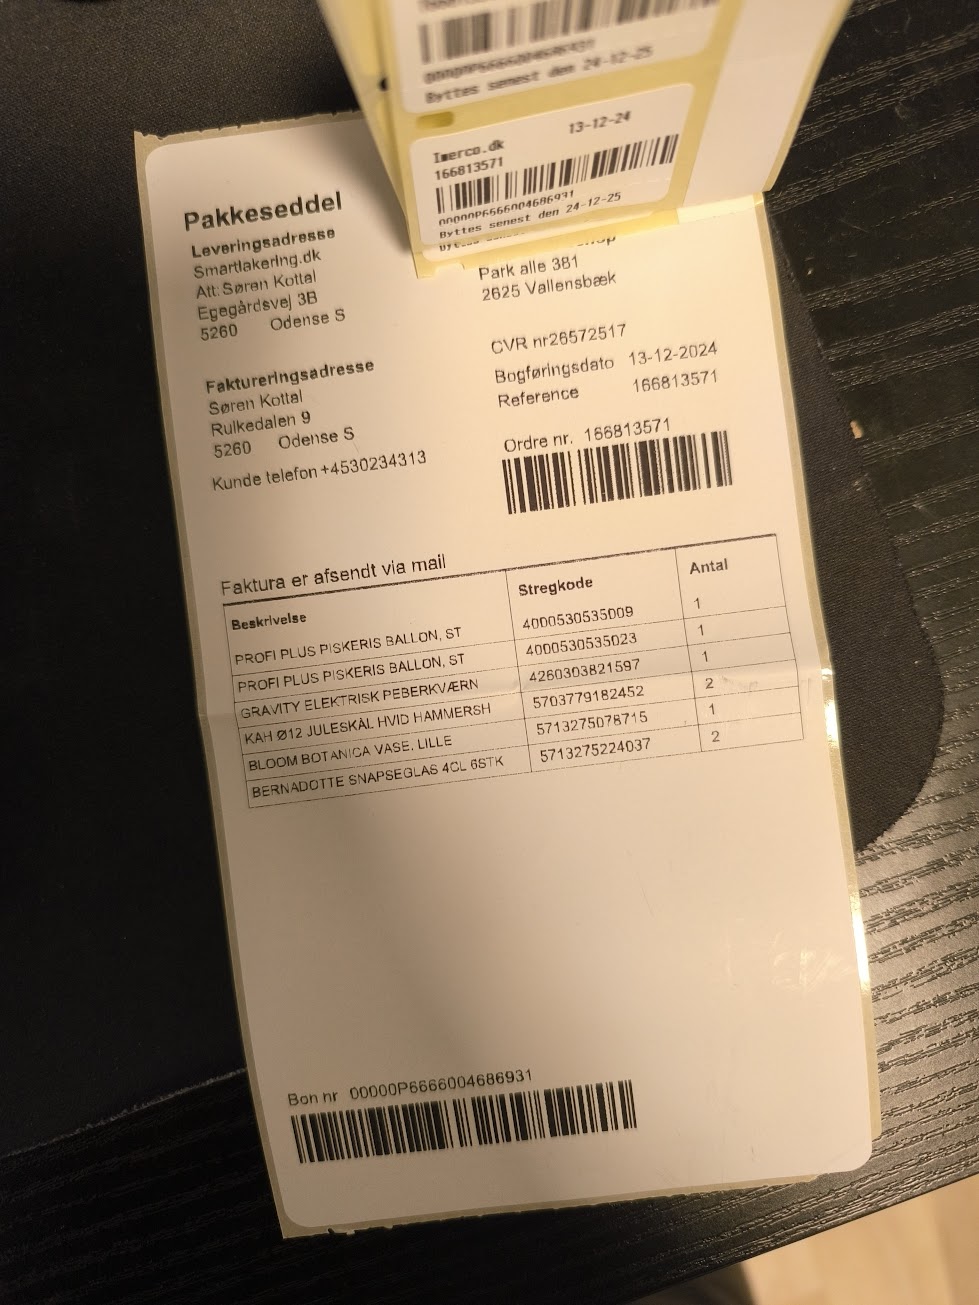 00000P6666004686931
Byttes senest den 24-12-25
Imerco.dk 13-12-24
166813571
00000P6666004686931
Byttes senest den 24-12-25
Pakkeseddel
Leveringsadresse
Smartlakering.dk
Att: Søren Kottal
Egegårdsvej 3B
5260 Odense S
Park alle 381
2625 Vallensbæk
CVR nr26572517
Bogføringsdato 13-12-2024
Reference 166813571
Faktureringsadresse
Søren Kottal
Rulkedalen 9
5260 Odense S
Kunde telefon +4530234313
Ordre nr. 166813571
Faktura er afsendt via mail
Beskrivelse Stregkode Antal
PROFI PLUS PISKERIS BALLON, ST 4000530535009 1
PROFI PLUS PISKERIS BALLON, ST 4000530535023 1
GRAVITY ELEKTRISK PEBERKVÆRN 4260303821597 1
KAH Ø12 JULESKÅL HVID HAMMERSH 5703779182452 2
BLOOM BOTANICA VASE, LILLE 5713275078715 1
BERNADOTTE SNAPSEGLAS 4CL 6STK 5713275224037 2
Bon nr 00000P6666004686931